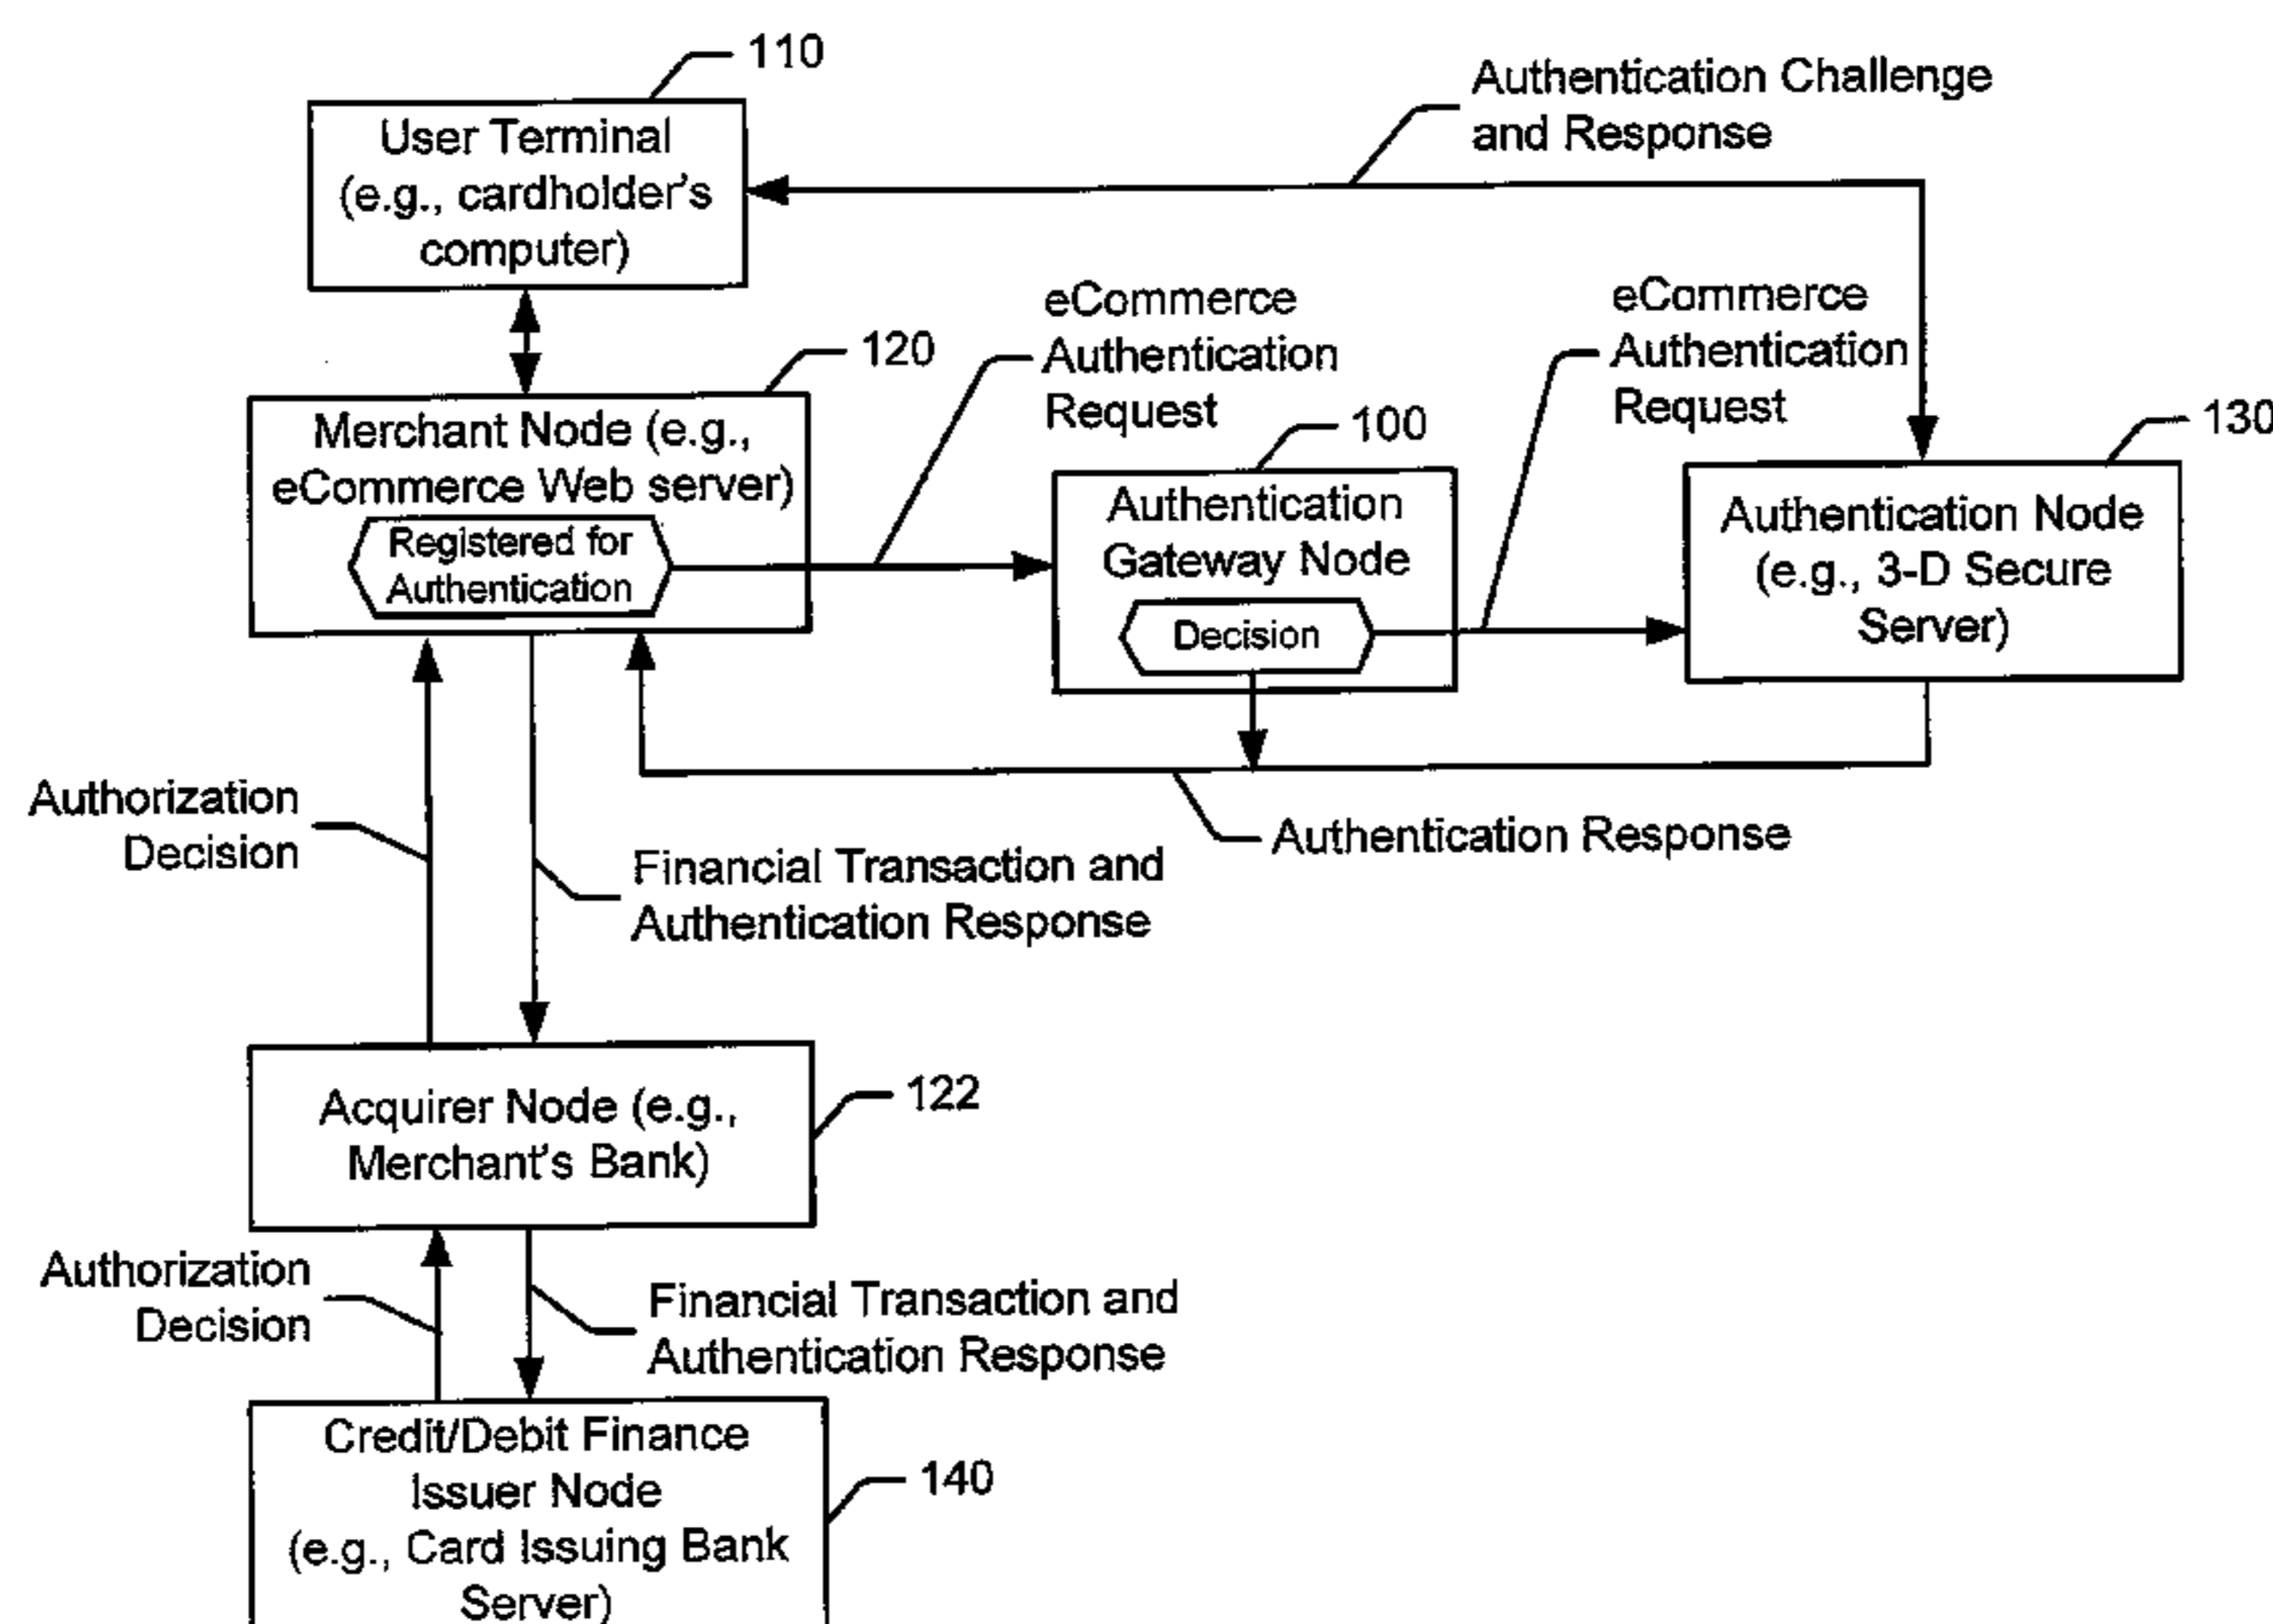 110
User Terminal
(e.g., cardholder's
computer)
Authentication Challenge
and Response
eCommerce
Authentication
Request
eCommerce
Authentication
Request
120
Merchant Node (e.g.,
eCommerce Web server)
Registered for
Authentication
100
Authentication
Gateway Node
Decision
130
Authentication Node
(e.g., 3-D Secure
Server)
Authorization
Decision
Financial Transaction and
Authentication Response
Authentication Response
Acquirer Node (e.g.,
Merchant's Bank)
122
Authorization
Decision
Financial Transaction and
Authentication Response
Credit/Debit Finance
Issuer Node
(e.g., Card Issuing Bank
Server)
140